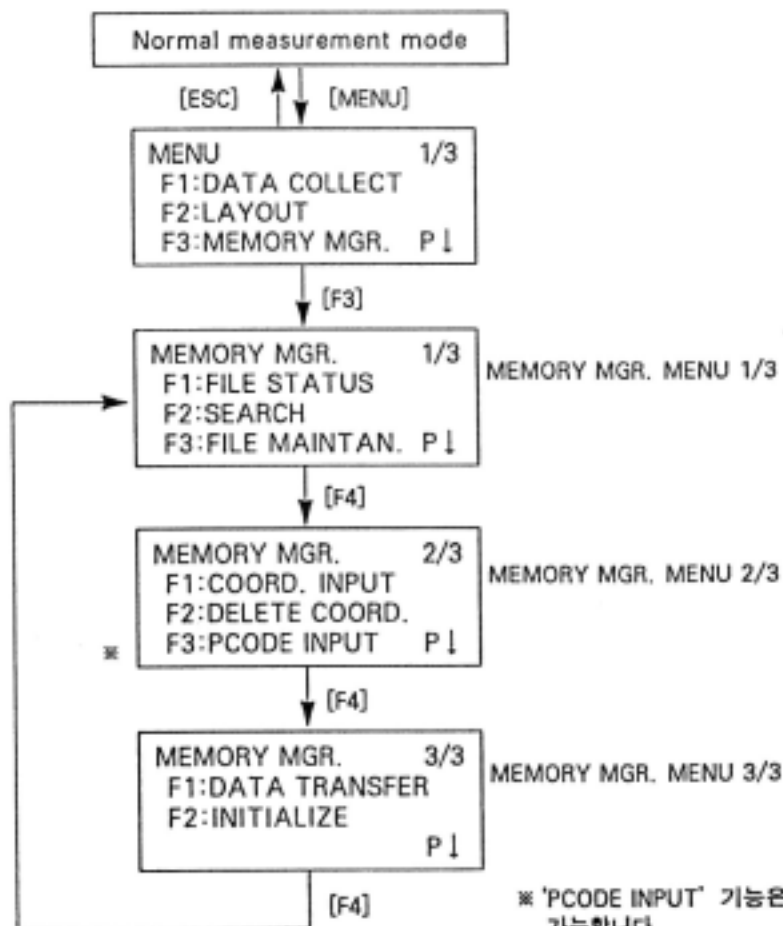 Normal measurement mode
[ESC] [MENU]
MENU 1/3
F1:DATA COLLECT
F2:LAYOUT
F3:MEMORY MGR. P↓
[F3]
MEMORY MGR. 1/3
F1:FILE STATUS
F2:SEARCH
F3:FILE MAINTAN. P↓
MEMORY MGR. MENU 1/3
[F4]
MEMORY MGR. 2/3
F1:COORD. INPUT
F2:DELETE COORD.
F3:PCODE INPUT P↓
MEMORY MGR. MENU 2/3
※
[F4]
MEMORY MGR. 3/3
F1:DATA TRANSFER
F2:INITIALIZE
P↓
MEMORY MGR. MENU 3/3
[F4]
※ 'PCODE INPUT' 기능은